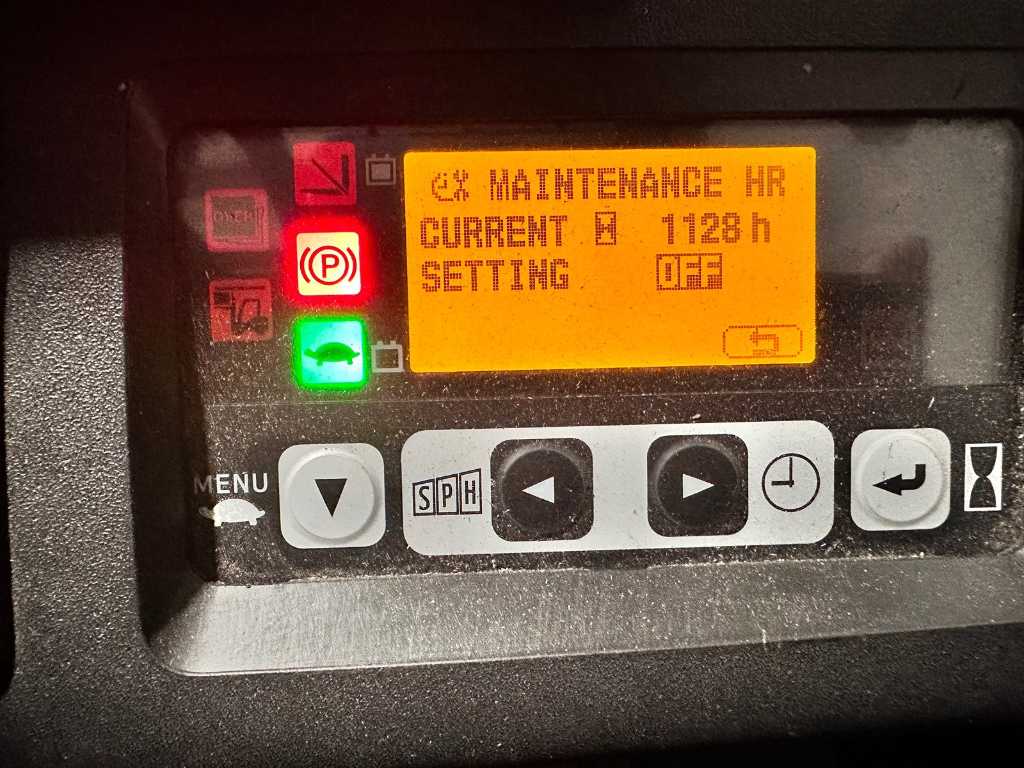 MAINTENANCE HR
CURRENT 1128 h
SETTING OFF
P
MENU
SPH